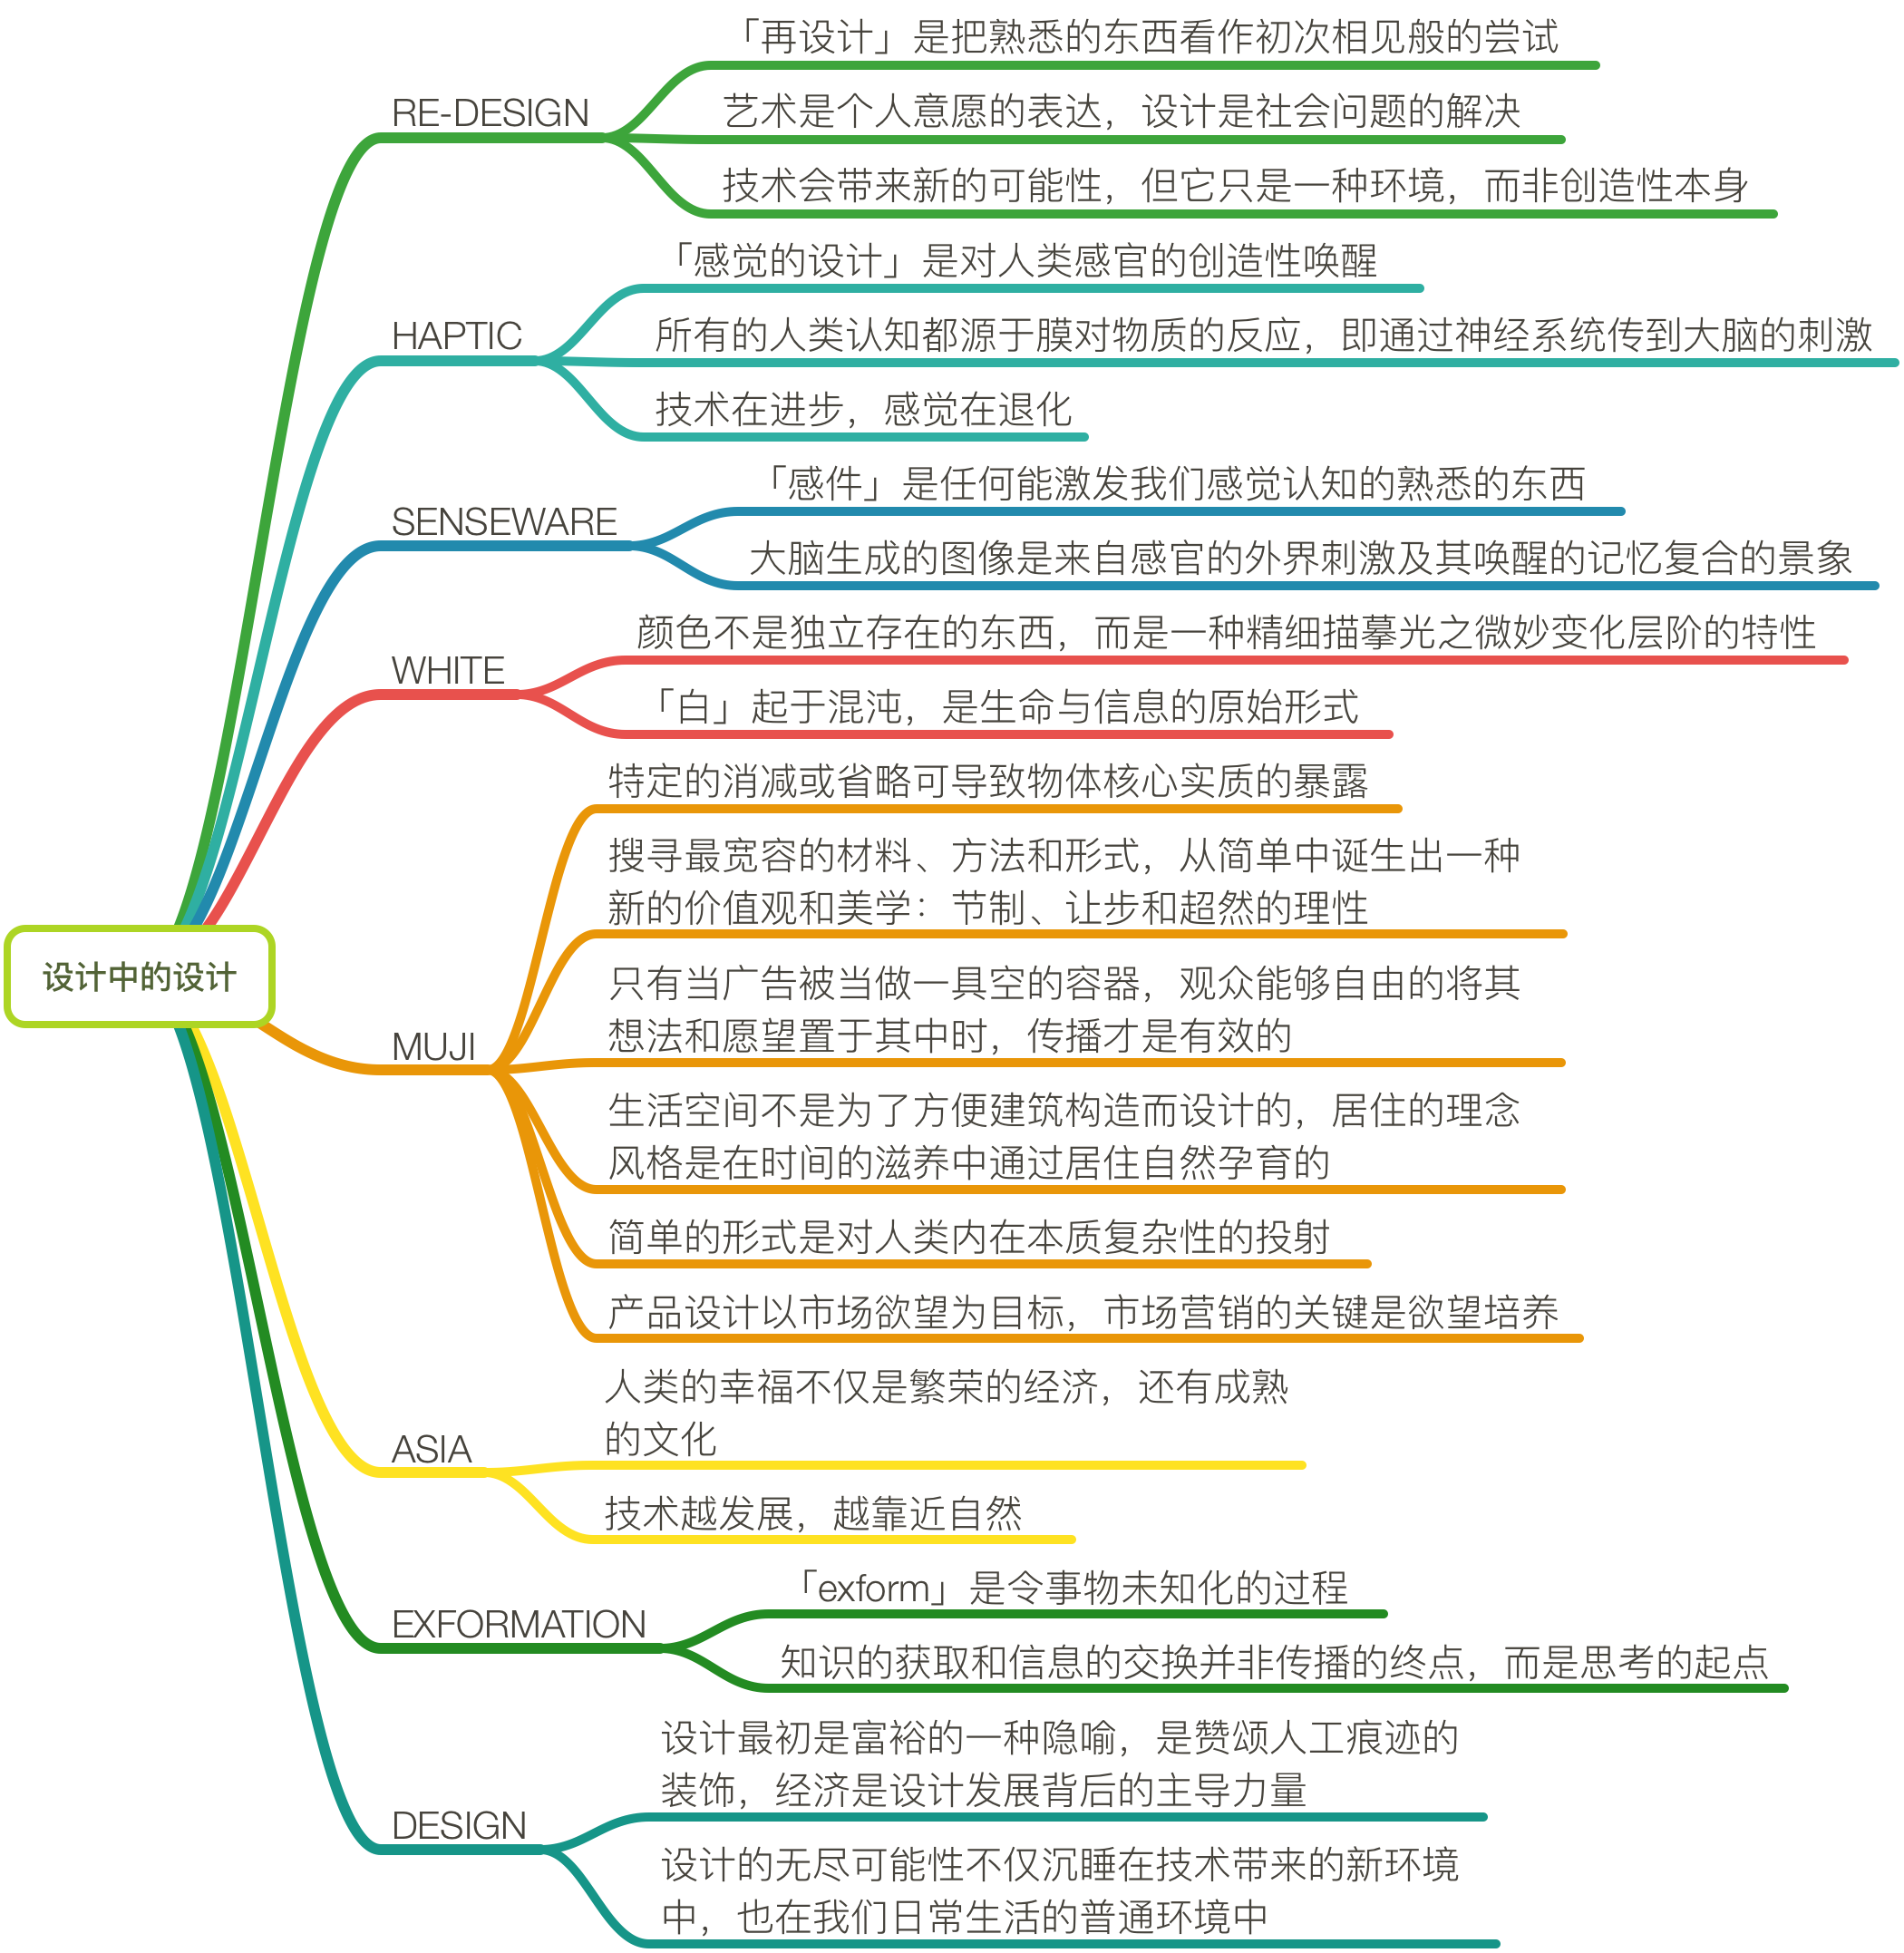 设计中的设计
RE-DESIGN
「再设计」是把熟悉的东西看作初次相见般的尝试
艺术是个人意愿的表达，设计是社会问题的解决
技术会带来新的可能性，但它只是一种环境，而非创造性本身
HAPTIC
「感觉的设计」是对人类感官的创造性唤醒
所有的人类认知都源于膜对物质的反应，即通过神经系统传到大脑的刺激
技术在进步，感觉在退化
SENSEWARE
「感件」是任何能激发我们感觉认知的熟悉的东西
大脑生成的图像是来自感官的外界刺激及其唤醒的记忆复合的景象
WHITE
颜色不是独立存在的东西，而是一种精细描摹光之微妙变化层阶的特性
「白」起于混沌，是生命与信息的原始形式
MUJI
特定的消减或省略可导致物体核心实质的暴露
搜寻最宽容的材料、方法和形式，从简单中诞生出一种
新的价值观和美学：节制、让步和超然的理性
只有当广告被当做一具空的容器，观众能够自由的将其
想法和愿望置于其中时，传播才是有效的
生活空间不是为了方便建筑构造而设计的，居住的理念
风格是在时间的滋养中通过居住自然孕育的
简单的形式是对人类内在本质复杂性的投射
产品设计以市场欲望为目标，市场营销的关键是欲望培养
ASIA
人类的幸福不仅是繁荣的经济，还有成熟
的文化
技术越发展，越靠近自然
EXFORMATION
「exform」是令事物未知化的过程
知识的获取和信息的交换并非传播的终点，而是思考的起点
DESIGN
设计最初是富裕的一种隐喻，是赞颂人工痕迹的
装饰，经济是设计发展背后的主导力量
设计的无尽可能性不仅沉睡在技术带来的新环境
中，也在我们日常生活的普通环境中